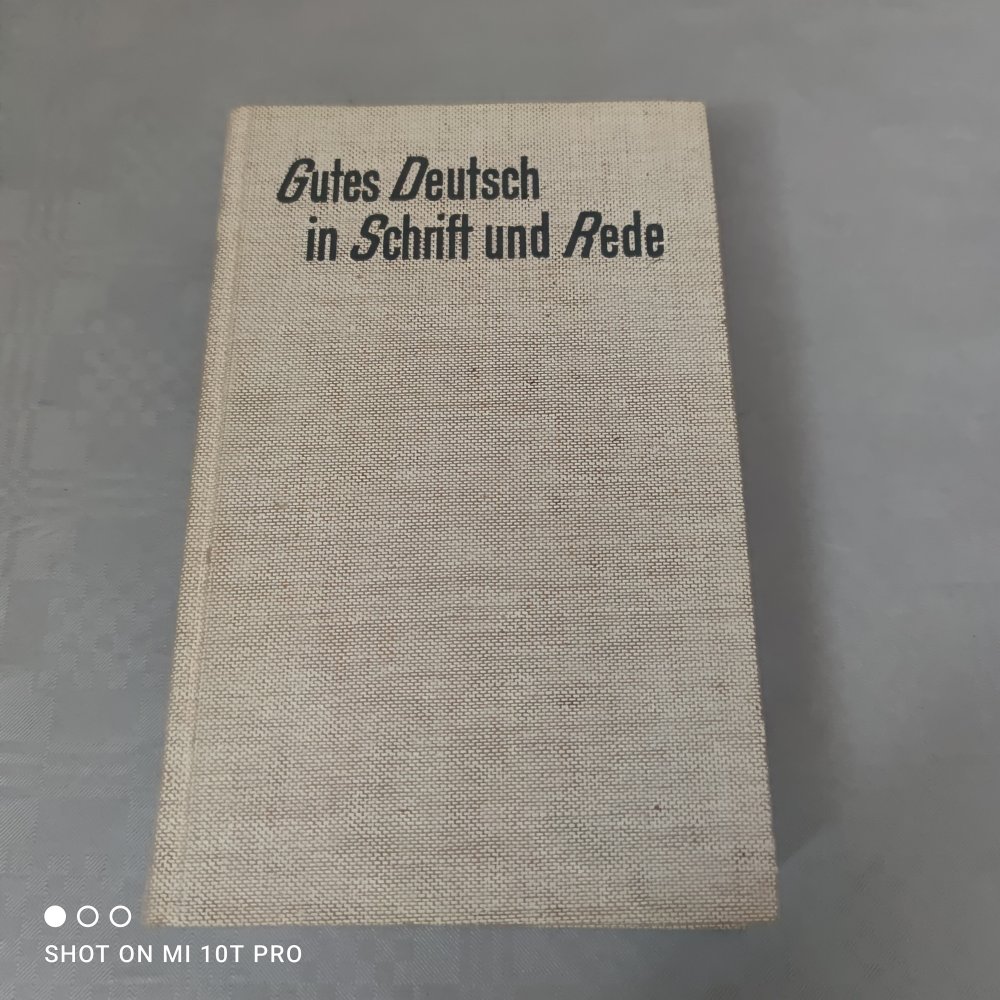 Gutes Deutsch
in Schrift und Rede
SHOT ON MI 10T PRO